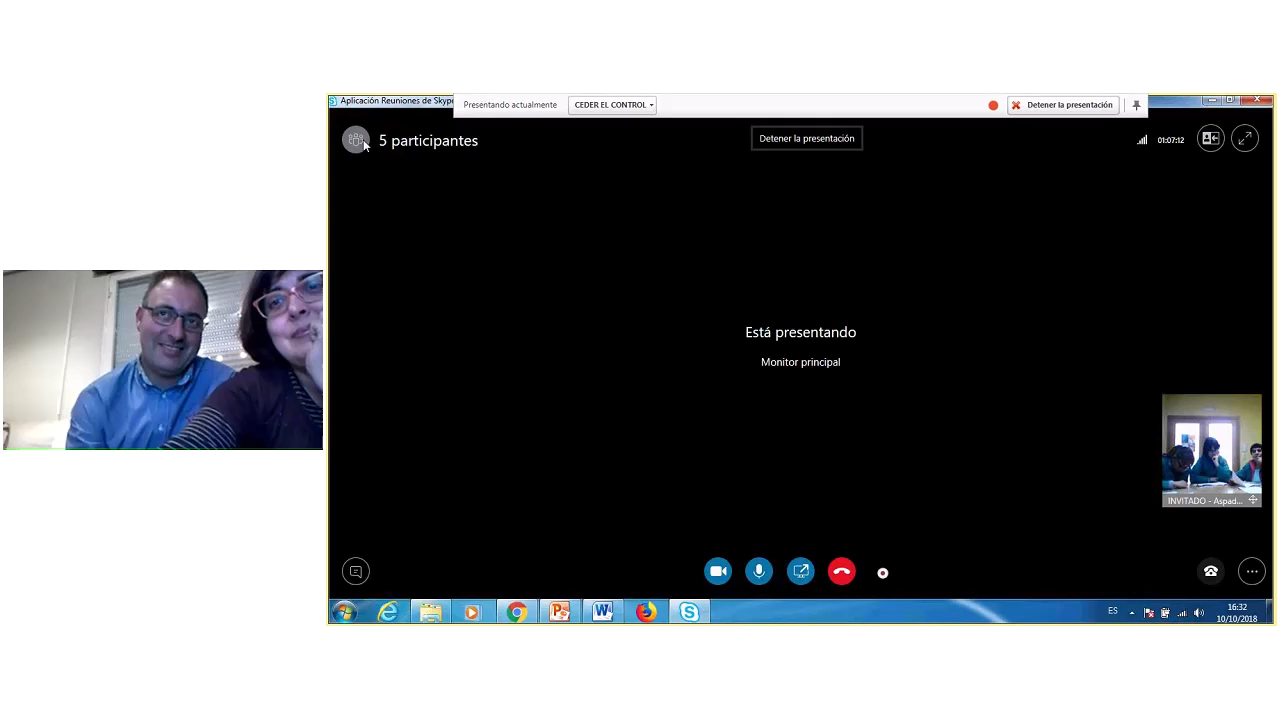 Aplicación Reuniones de Skype
Presentando actualmente
CEDER EL CONTROL
Detener la presentación
5 participantes
Detener la presentación
01:07:12
Está presentando
Monitor principal
INVITADO - Aspad...
ES
16:32
10/10/2018